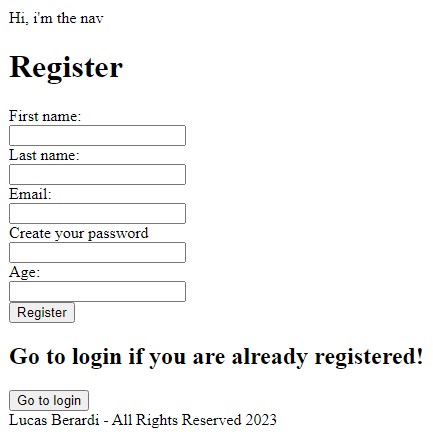 Hi, i'm the nav
Register
First name:
Last name:
Email:
Create your password
Age:
Register
Go to login if you are already registered!
Go to login
Lucas Berardi - All Rights Reserved 2023